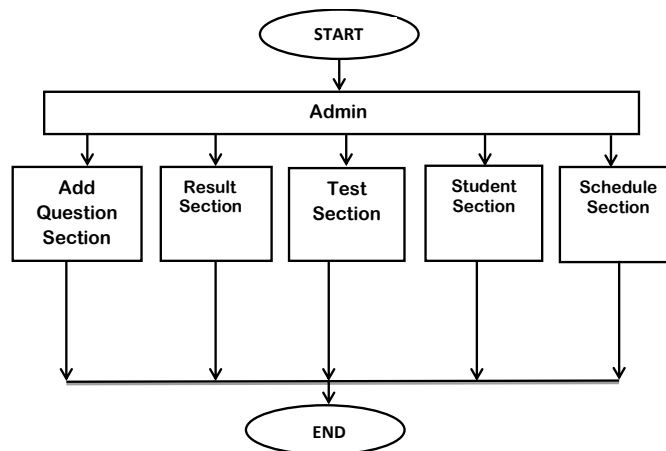 START
Admin
Add
Question
Section
Result
Section
Test
Section
Student
Section
Schedule
Section
END